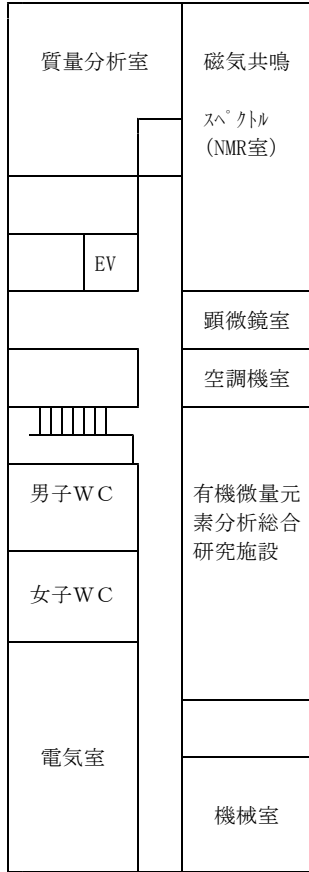 質量分析室
磁気共鳴
ｽﾍﾟｸﾄﾙ
(NMR室)
EV
顕微鏡室
空調機室
男子ＷＣ
有機微量元
素分析総合
研究施設
女子ＷＣ
電気室
機械室